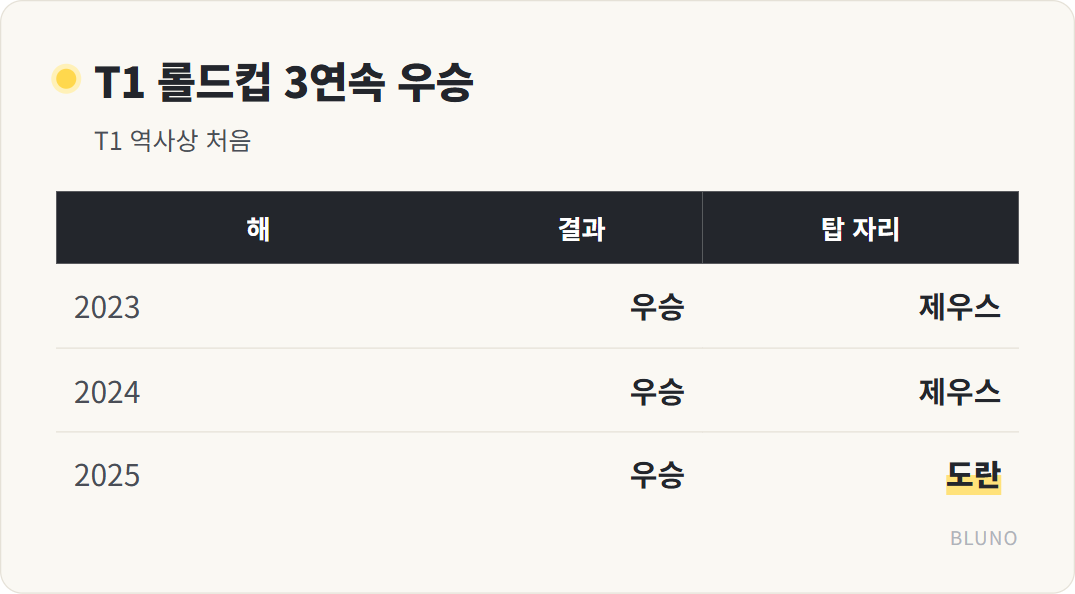 T1 롤드컵 3연속 우승
T1 역사상 처음
해 결과 탑 자리
2023 우승 제우스
2024 우승 제우스
2025 우승 도란
BLUNO